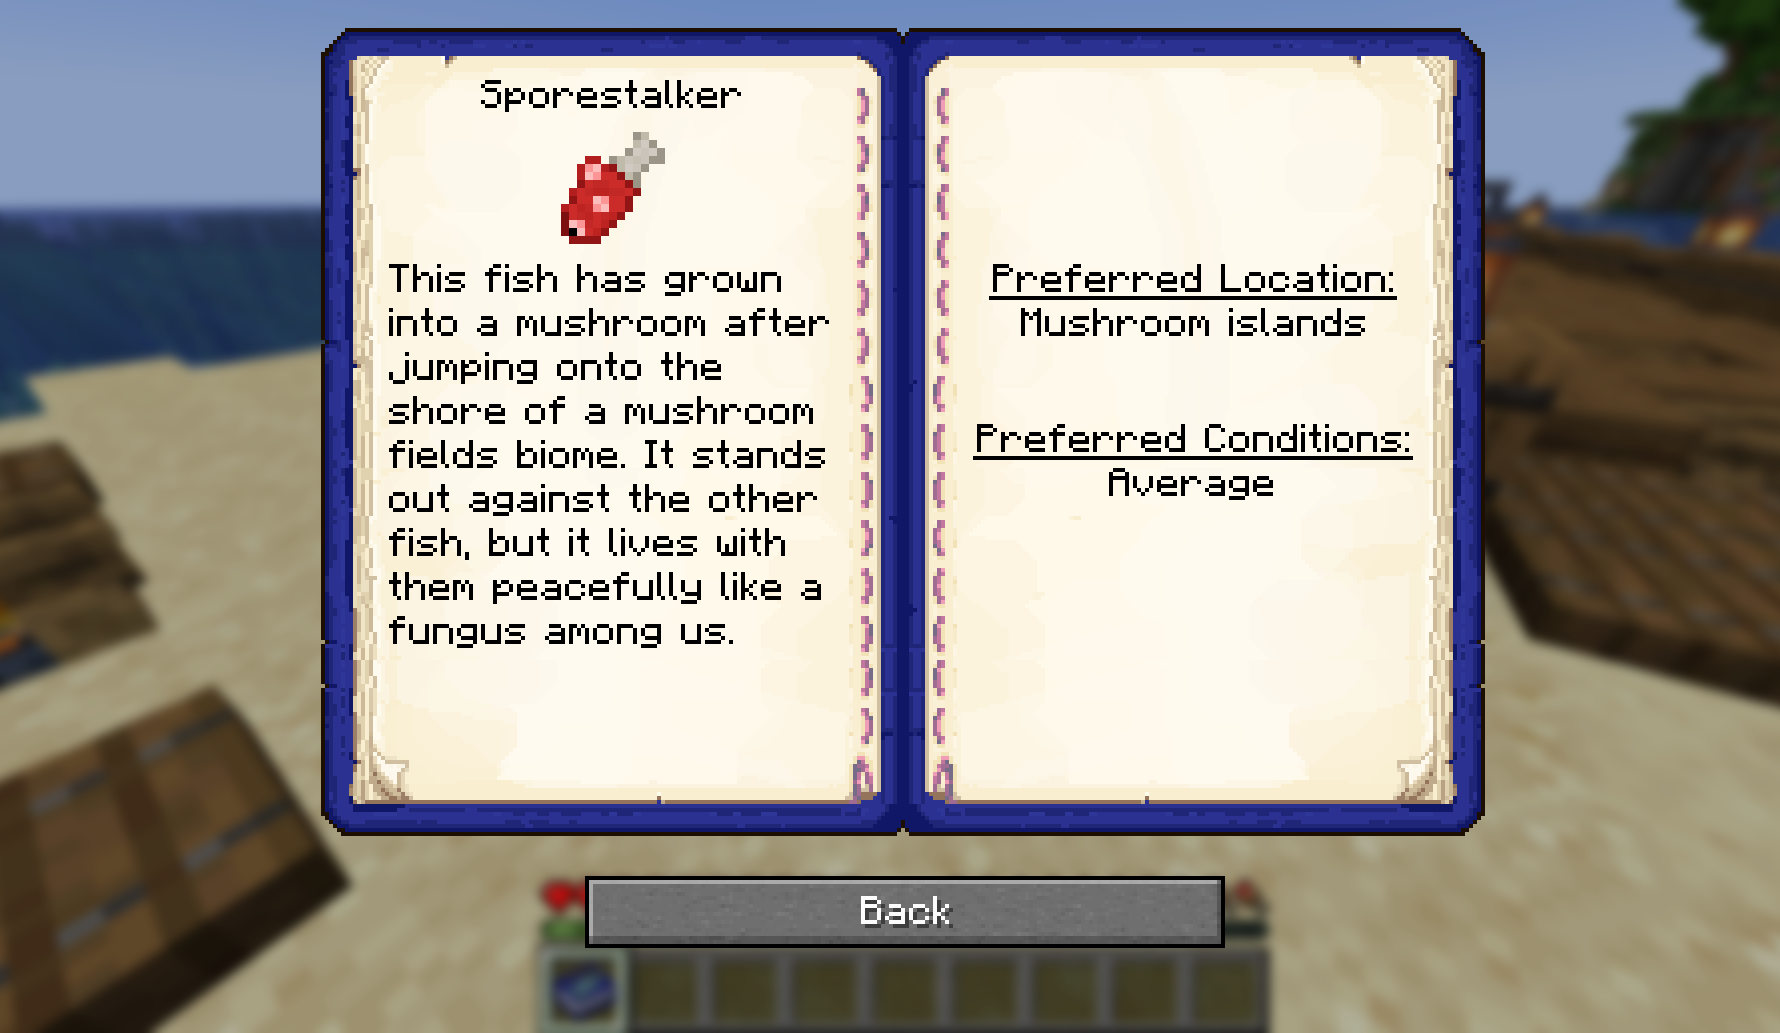 Sporestalker
This fish has grown
into a mushroom after
jumping onto the
shore of a mushroom
fields biome. It stands
out against the other
fish, but it lives with
them peacefully like a
fungus among us.
Preferred Location:
Mushroom islands
Preferred Conditions:
Average
Back